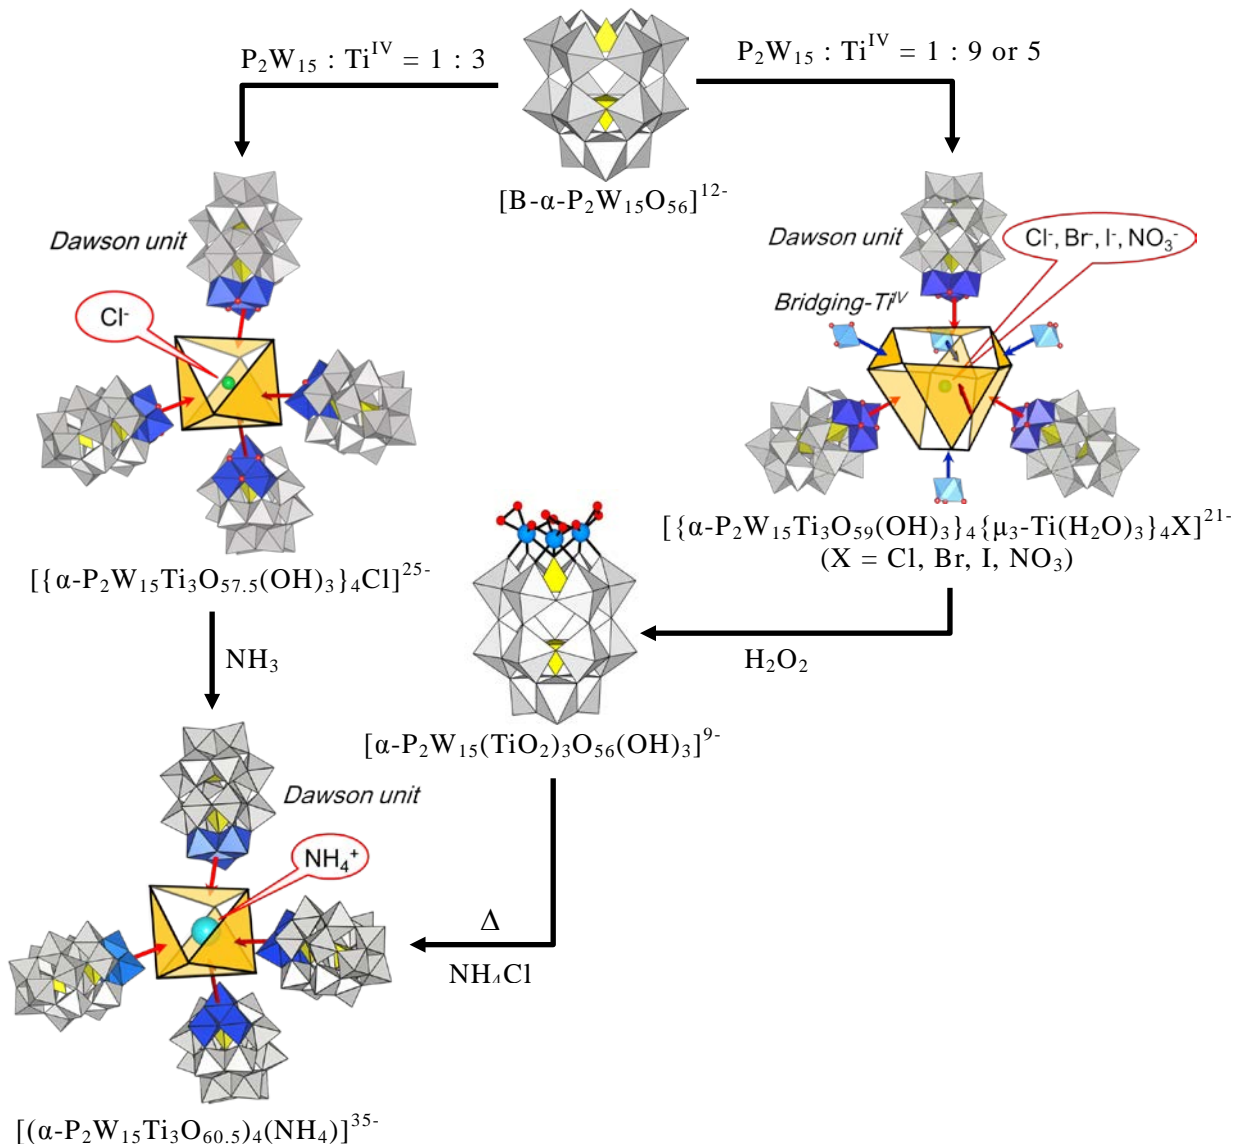 P₂W₁₅ : Tiᴵⱽ = 1 : 3
P₂W₁₅ : Tiᴵⱽ = 1 : 9 or 5
[B-α-P₂W₁₅O₅₆]¹²⁻
Dawson unit
Cl⁻
Dawson unit
Cl⁻, Br⁻, I⁻, NO₃⁻
Bridging-Tiᴵⱽ
[{α-P₂W₁₅Ti₃O₅₇.₅(OH)₃}₄Cl]²⁵⁻
[{α-P₂W₁₅Ti₃O₅₉(OH)₃}₄{μ₃-Ti(H₂O)₃}₄X]²¹⁻
(X = Cl, Br, I, NO₃)
NH₃
H₂O₂
[α-P₂W₁₅(TiO₂)₃O₅₆(OH)₃]⁹⁻
Dawson unit
NH₄⁺
Δ
NH₄Cl
[(α-P₂W₁₅Ti₃O₆₀.₅)₄(NH₄)]³⁵⁻